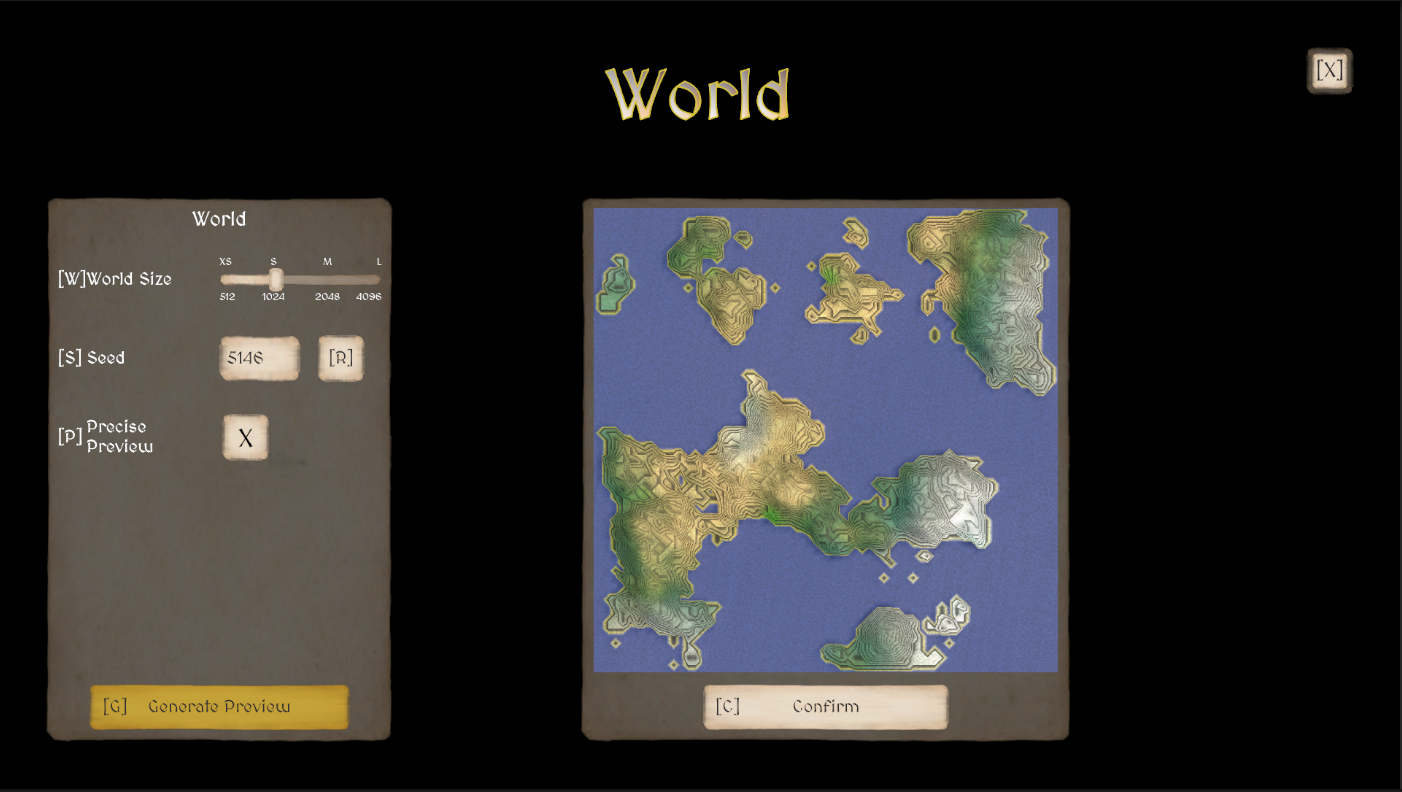 World
[X]
World
XS S M L
[W]World Size
512 1024 2048 4096
[S] Seed
5146
[R]
[P]Precise
Preview
X
[G] Generate Preview
[C] Confirm